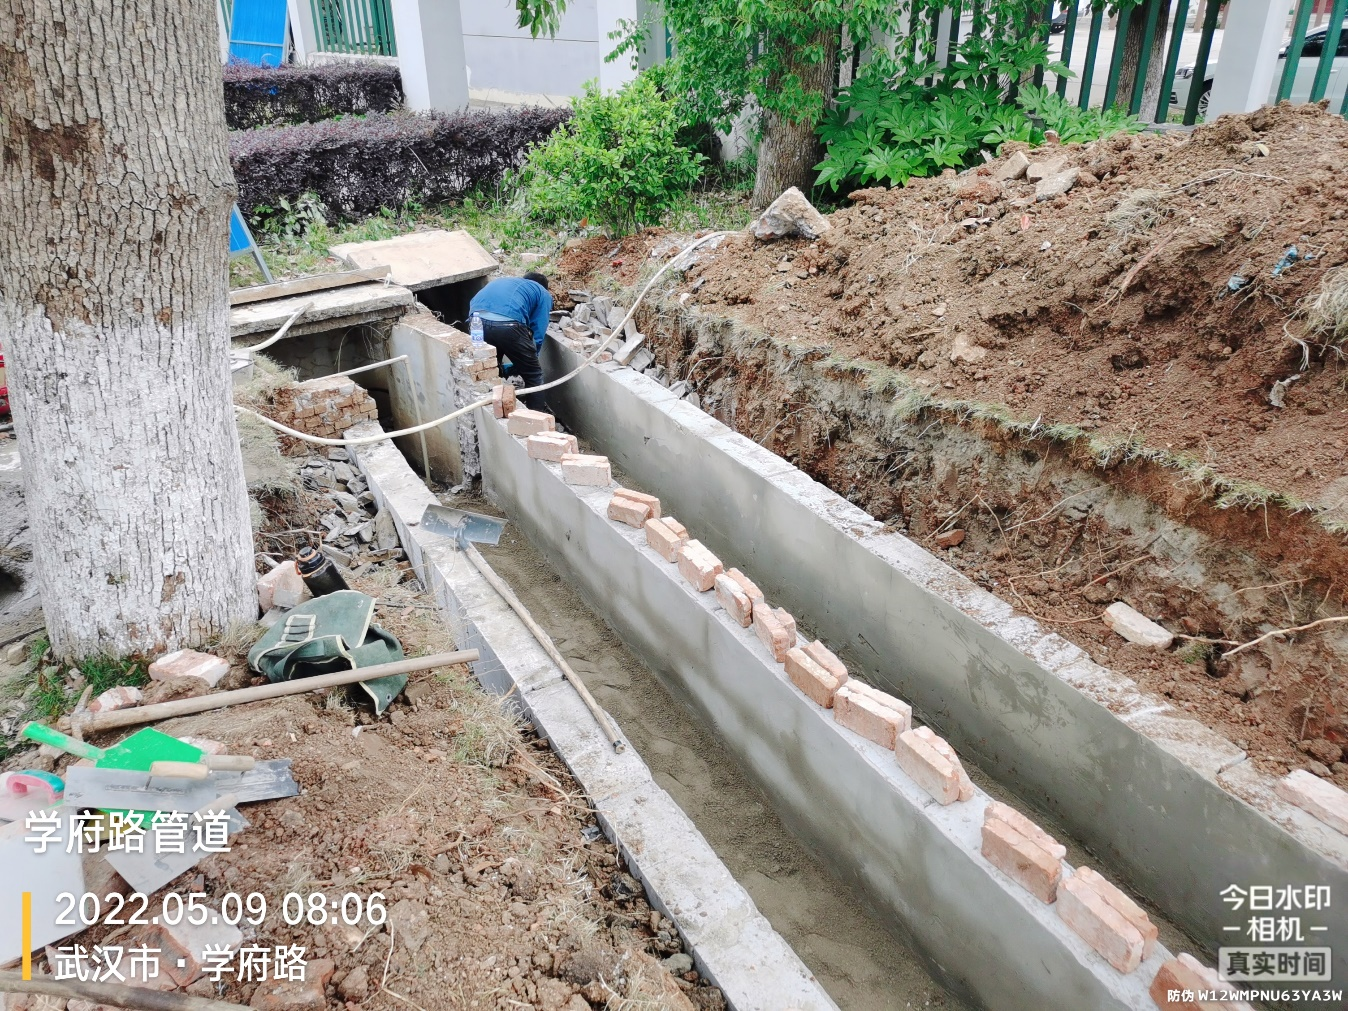 学府路管道
2022.05.09 08:06
武汉市·学府路
今日水印
-相机-
真实时间
防伪 W12WMPNU63YA3W